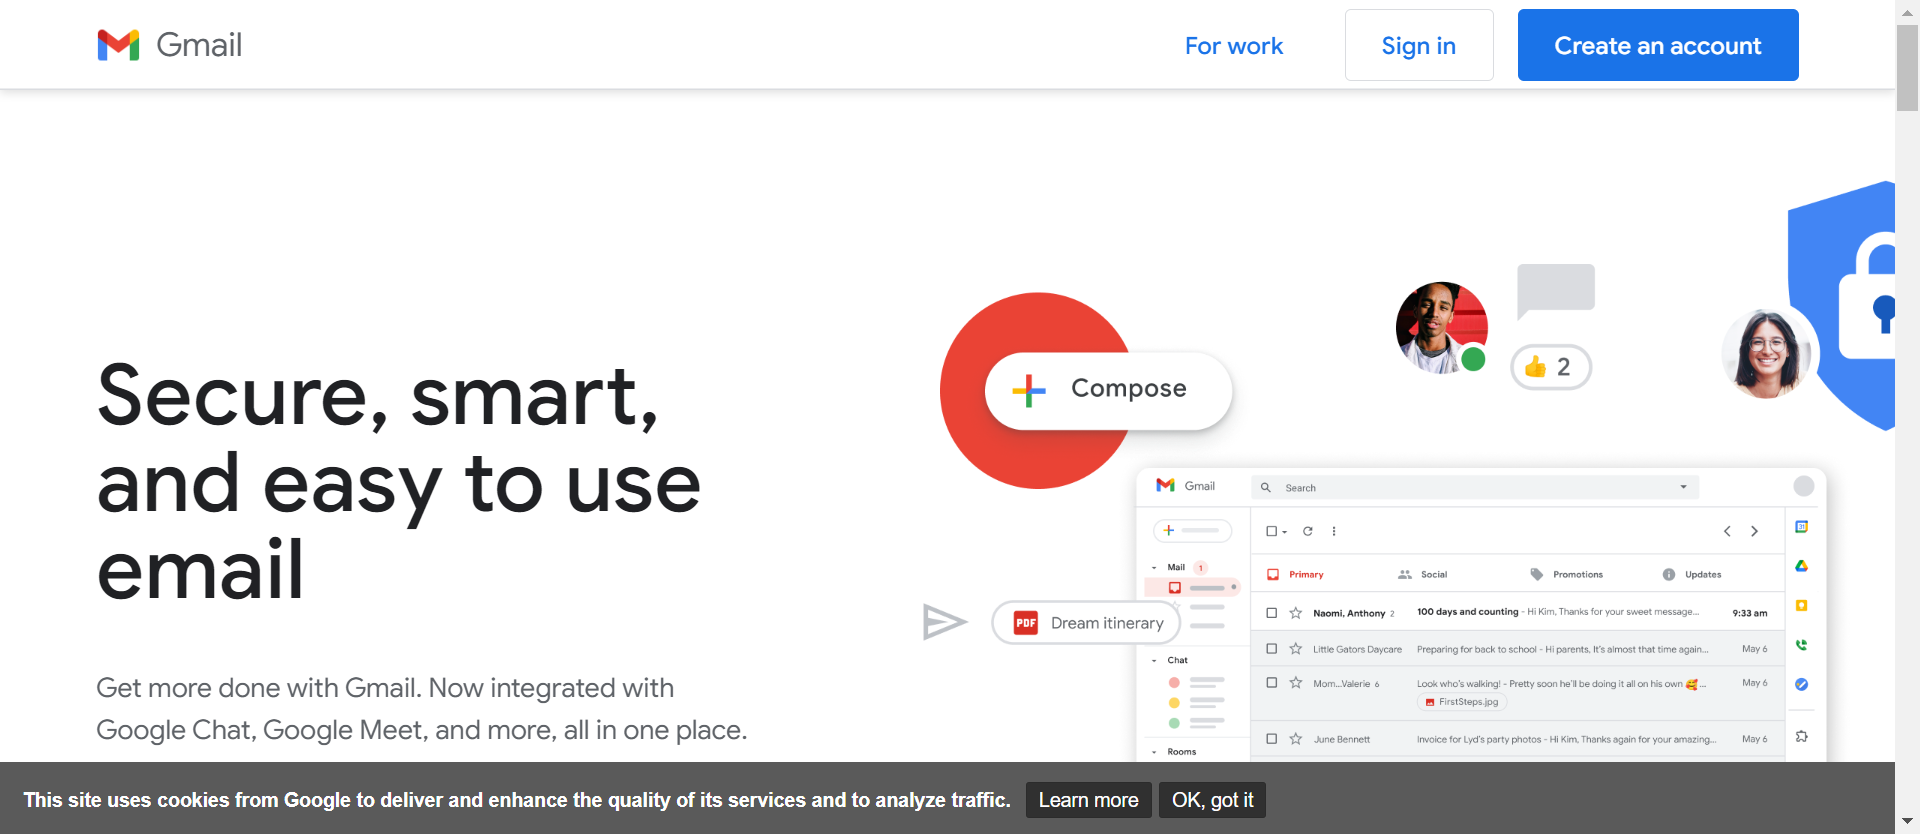 Gmail
For work
Sign in
Create an account
Secure, smart,
and easy to use
email
Get more done with Gmail. Now integrated with
Google Chat, Google Meet, and more, all in one place.
👍 2
Compose
PDF Dream itinerary
Gmail
Search
Mail 1
Chat
Rooms
Primary
Social
Promotions
Updates
Naomi, Anthony 2 100 days and counting - Hi Kim, Thanks for your sweet message... 9:33 am
Little Gators Daycare Preparing for back to school - Hi parents, It's almost that time again... May 6
Mom...Valerie 6 Look who's walking! - Pretty soon he'll be doing it all on his own 🥰 ... May 6
FirstSteps.jpg
June Bennett Invoice for Lyd's party photos - Hi Kim, Thanks again for your amazing... May 6
31
This site uses cookies from Google to deliver and enhance the quality of its services and to analyze traffic.
Learn more
OK, got it